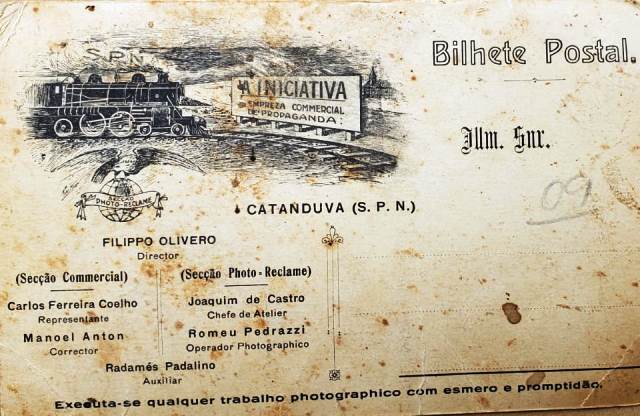 S.P.N.
"A INICIATIVA
EMPREZA COMMERCIAL
DE PROPAGANDA:
SECÇÃO
PHOTO-RECLAME
Bilhete Postal.
Illm. Snr.
09
CATANDUVA (S. P. N.)
FILIPPO OLIVERO
Director
(Secção Commercial)
Carlos Ferreira Coelho
Representante
Manoel Anton
Corrector
(Secção Photo-Reclame)
Joaquim de Castro
Chefe de Atelier
Romeu Pedrazzi
Operador Photographico
Radamés Padalino
Auxiliar
Executa-se qualquer trabalho photographico com esmero e promptidão.